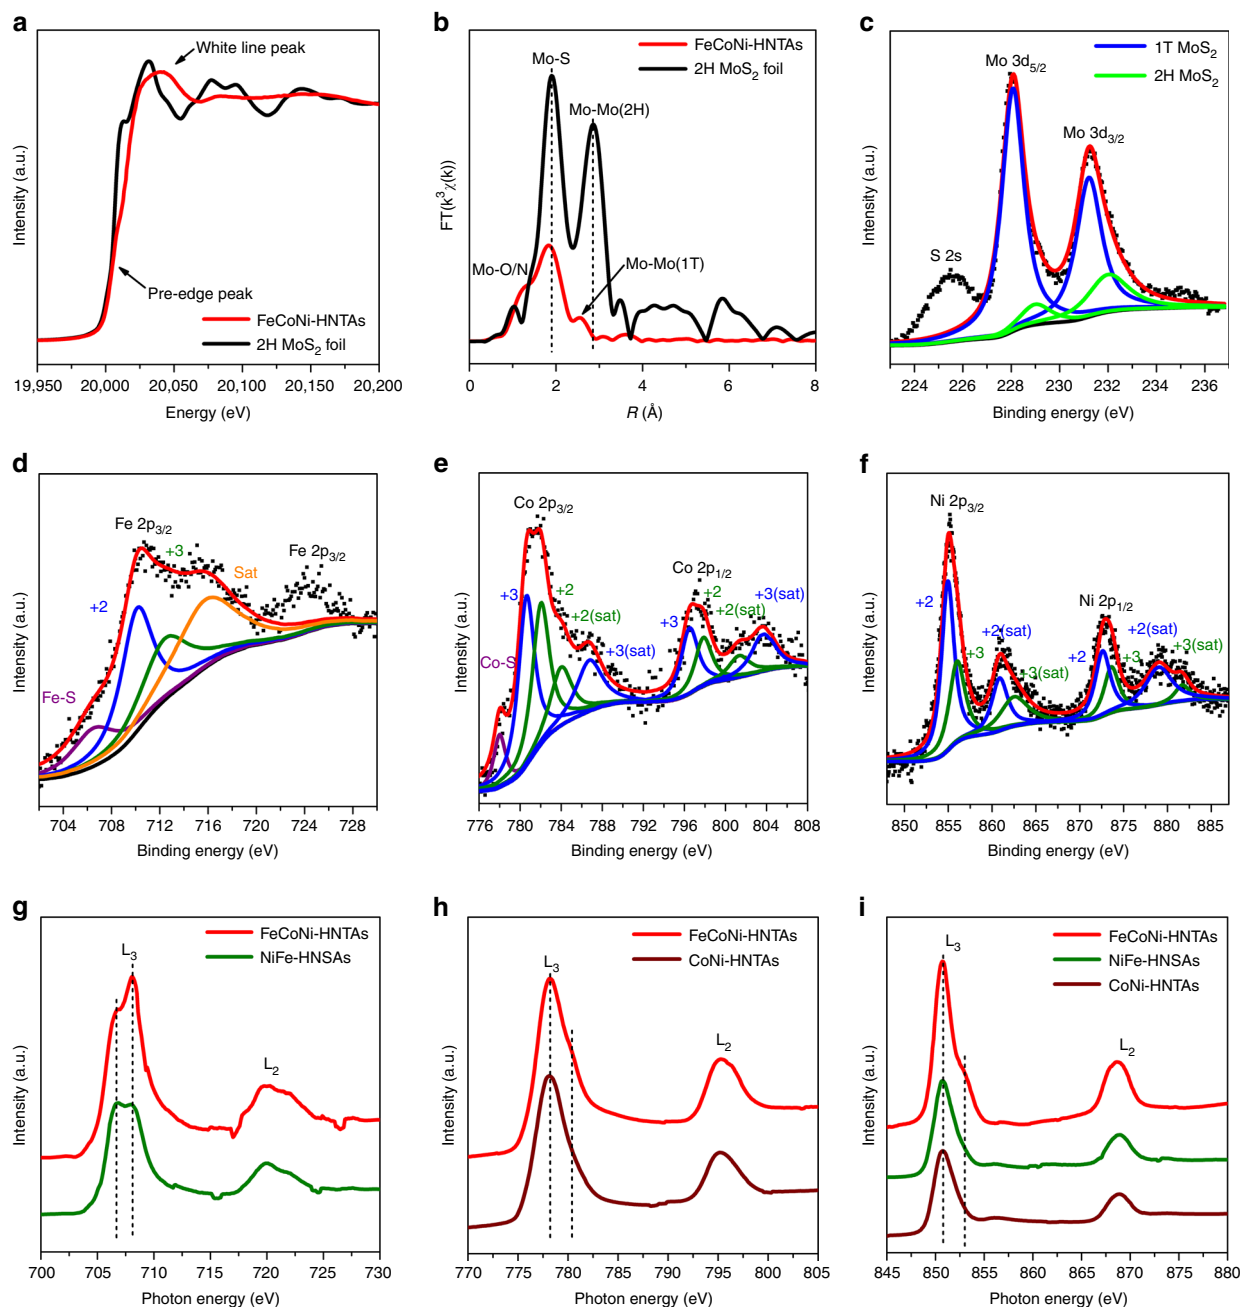 a
White line peak
Pre-edge peak
FeCoNi-HNTAs
2H MoS2 foil
Intensity (a.u.)
19,950 20,000 20,050 20,100 20,150 20,200
Energy (eV)
b
FeCoNi-HNTAs
2H MoS2 foil
Mo-S
Mo-Mo(2H)
Mo-O/N
Mo-Mo(1T)
FT(k³χ(k))
0 2 4 6 8
R (Å)
c
1T MoS2
2H MoS2
Mo 3d5/2
Mo 3d3/2
S 2s
Intensity (a.u.)
224 226 228 230 232 234 236
Binding energy (eV)
d
Fe 2p3/2
+3
Sat
Fe 2p3/2
+2
Fe-S
Intensity (a.u.)
704 712 716 720 724 728
Binding energy (eV)
e
Co 2p3/2
+3
+2
+2(sat)
+3(sat)
Co-S
Co 2p1/2
+3
+2
+2(sat)
+3(sat)
Intensity (a.u.)
776 780 784 788 792 796 800 804 808
Binding energy (eV)
f
Ni 2p3/2
+2
+3
+2(sat)
+3(sat)
Ni 2p1/2
+2
+3
+2(sat)
+3(sat)
Intensity (a.u.)
850 855 860 865 870 875 880 885
Binding energy (eV)
g
FeCoNi-HNTAs
NiFe-HNSAs
L3
L2
Intensity (a.u.)
700 705 710 715 720 725 730
Photon energy (eV)
h
FeCoNi-HNTAs
CoNi-HNTAs
L3
L2
Intensity (a.u.)
770 775 780 785 790 795 800 805
Photon energy (eV)
i
FeCoNi-HNTAs
NiFe-HNSAs
CoNi-HNTAs
L3
L2
Intensity (a.u.)
845 850 855 860 865 870 875 880
Photon energy (eV)